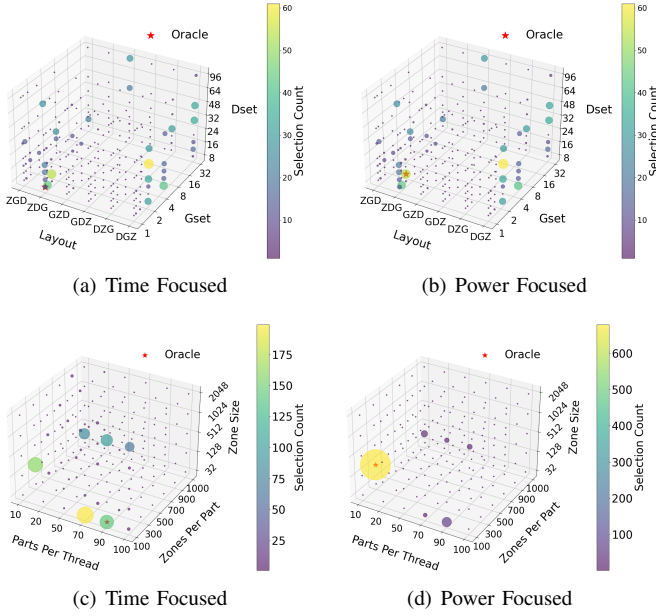 Oracle
96
64
48
32
24
16
8
Dset
32
16
8
4
2
1
Gset
ZGD
ZDG
GZD
GDZ
DZG
DGZ
Layout
60
50
40
30
20
10
Selection Count
(a) Time Focused
Oracle
96
64
48
32
24
16
8
Dset
32
16
8
4
2
1
Gset
ZGD
ZDG
GZD
GDZ
DZG
DGZ
Layout
60
50
40
30
20
10
Selection Count
(b) Power Focused
Oracle
2048
1024
512
128
32
Zone Size
1000
900
700
500
300
100
Zones Per Part
10
20
50
70
90
100
Parts Per Thread
175
150
125
100
75
50
25
Selection Count
(c) Time Focused
Oracle
2048
1024
512
128
32
Zone Size
1000
900
700
500
300
100
Zones Per Part
10
20
50
70
90
100
Parts Per Thread
600
500
400
300
200
100
Selection Count
(d) Power Focused